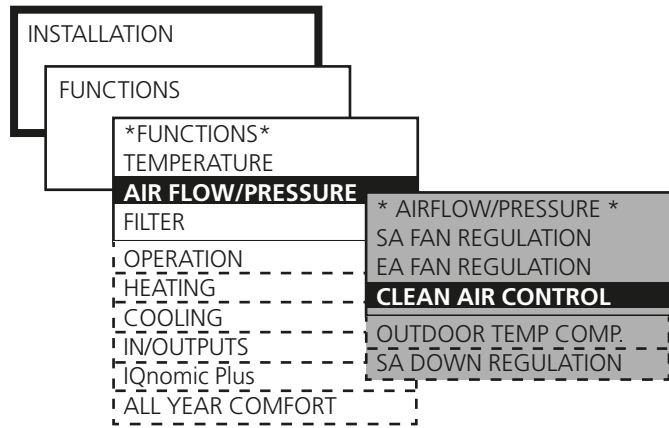 INSTALLATION
FUNCTIONS
*FUNCTIONS*
TEMPERATURE
AIR FLOW/PRESSURE
FILTER
OPERATION
HEATING
COOLING
IN/OUTPUTS
IQnomic Plus
ALL YEAR COMFORT
* AIRFLOW/PRESSURE *
SA FAN REGULATION
EA FAN REGULATION
CLEAN AIR CONTROL
OUTDOOR TEMP COMP.
SA DOWN REGULATION